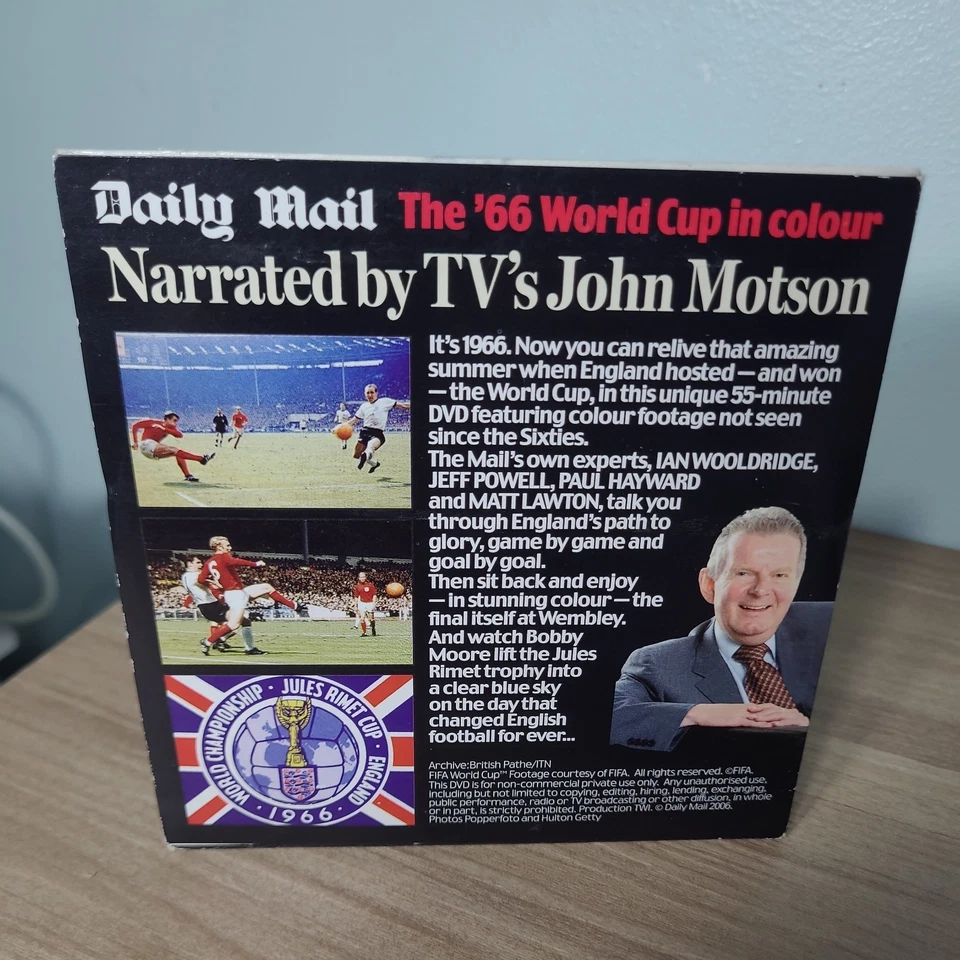 Daily Mail The '66 World Cup in colour
Narrated by TV's John Motson
It's 1966. Now you can relive that amazing
summer when England hosted — and won
— the World Cup, in this unique 55-minute
DVD featuring colour footage not seen
since the Sixties.
The Mail's own experts, IAN WOOLDRIDGE,
JEFF POWELL, PAUL HAYWARD
and MATT LAWTON, talk you
through England's path to
glory, game by game and
goal by goal.
Then sit back and enjoy
— in stunning colour — the
final itself at Wembley.
And watch Bobby
Moore lift the Jules
Rimet trophy into
a clear blue sky
on the day that
changed English
football for ever...
WORLD CHAMPIONSHIP · JULES RIMET CUP · ENGLAND
· 1966 ·
6
Archive:British Pathe/ITN
FIFA World Cup™ Footage courtesy of FIFA. All rights reserved. ©FIFA.
This DVD is for non-commercial private use only. Any unauthorised use,
including but not limited to copying, editing, hiring, lending, exchanging,
public performance, radio or TV broadcasting or other diffusion, in whole
or in part, is strictly prohibited. Production TWI. © Daily Mail 2006.
Photos Popperfoto and Hulton Getty